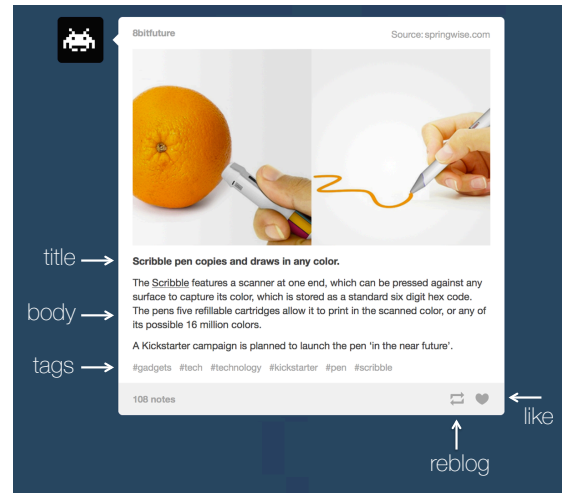 8bitfuture
Source: springwise.com
title
Scribble pen copies and draws in any color.
The Scribble features a scanner at one end, which can be pressed against any
surface to capture its color, which is stored as a standard six digit hex code.
body
The pens five refillable cartridges allow it to print in the scanned color, or any of
its possible 16 million colors.
A Kickstarter campaign is planned to launch the pen ‘in the near future’.
tags
#gadgets #tech #technology #kickstarter #pen #scribble
108 notes
like
reblog